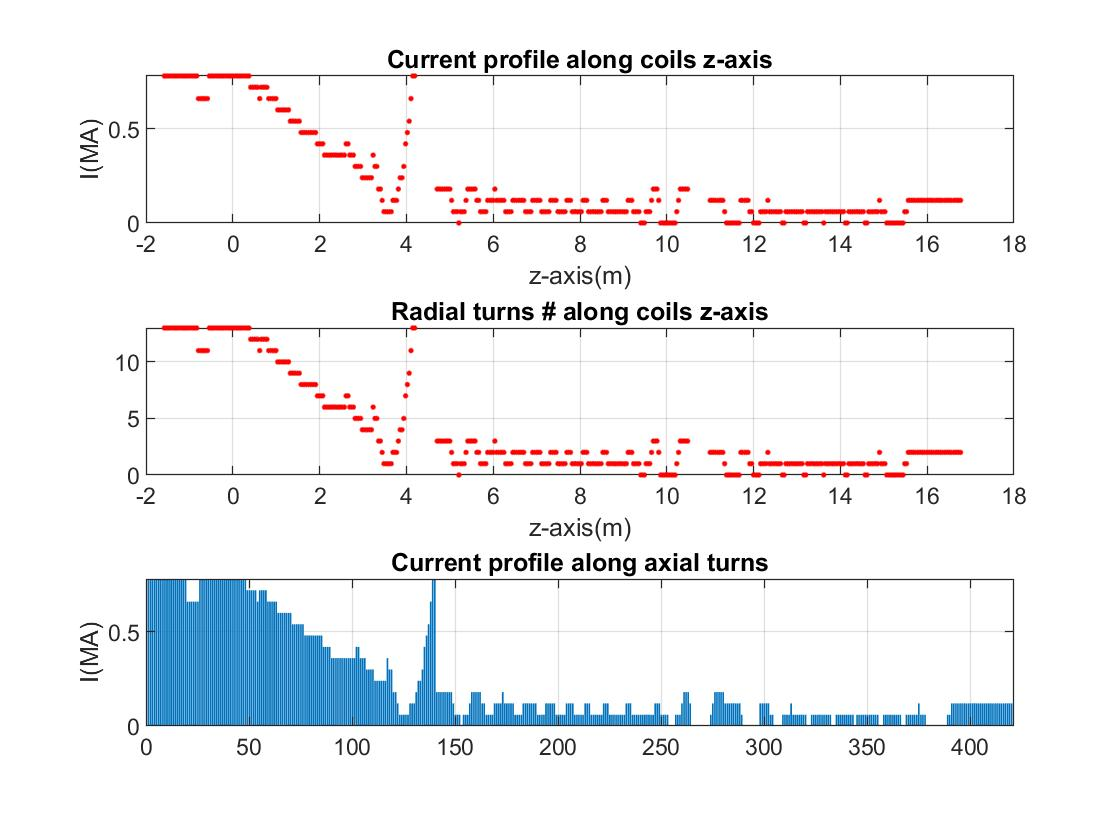 Current profile along coils z-axis
I(MA)
0.5
0
-2 0 2 4 6 8 10 12 14 16 18
z-axis(m)
Radial turns # along coils z-axis
10
5
0
-2 0 2 4 6 8 10 12 14 16 18
z-axis(m)
Current profile along axial turns
I(MA)
0.5
0
0 50 100 150 200 250 300 350 400